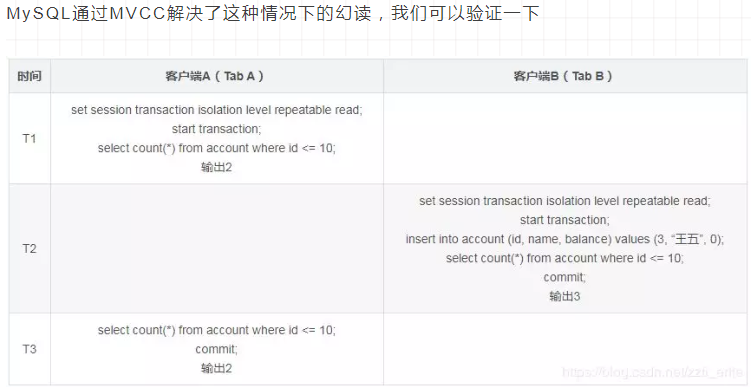 MySQL通过MVCC解决了这种情况下的幻读，我们可以验证一下
时间 客户端A（Tab A） 客户端B（Tab B）
T1
set session transaction isolation level repeatable read;
start transaction;
select count(*) from account where id <= 10;
输出2
T2
set session transaction isolation level repeatable read;
start transaction;
insert into account (id, name, balance) values (3, “王五”, 0);
select count(*) from account where id <= 10;
commit;
输出3
T3
select count(*) from account where id <= 10;
commit;
输出2